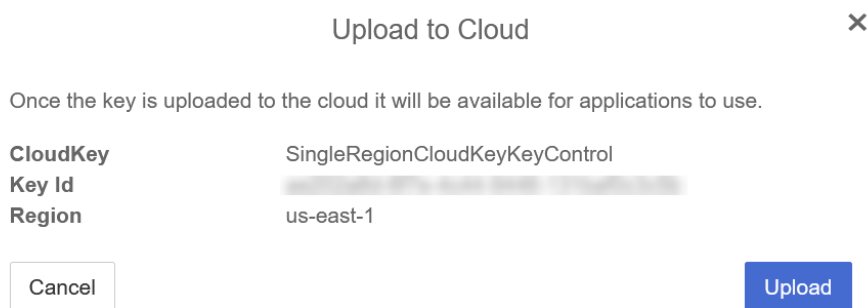 Upload to Cloud
×
Once the key is uploaded to the cloud it will be available for applications to use.
CloudKey SingleRegionCloudKeyKeyControl
Key Id
Region us-east-1
Cancel Upload